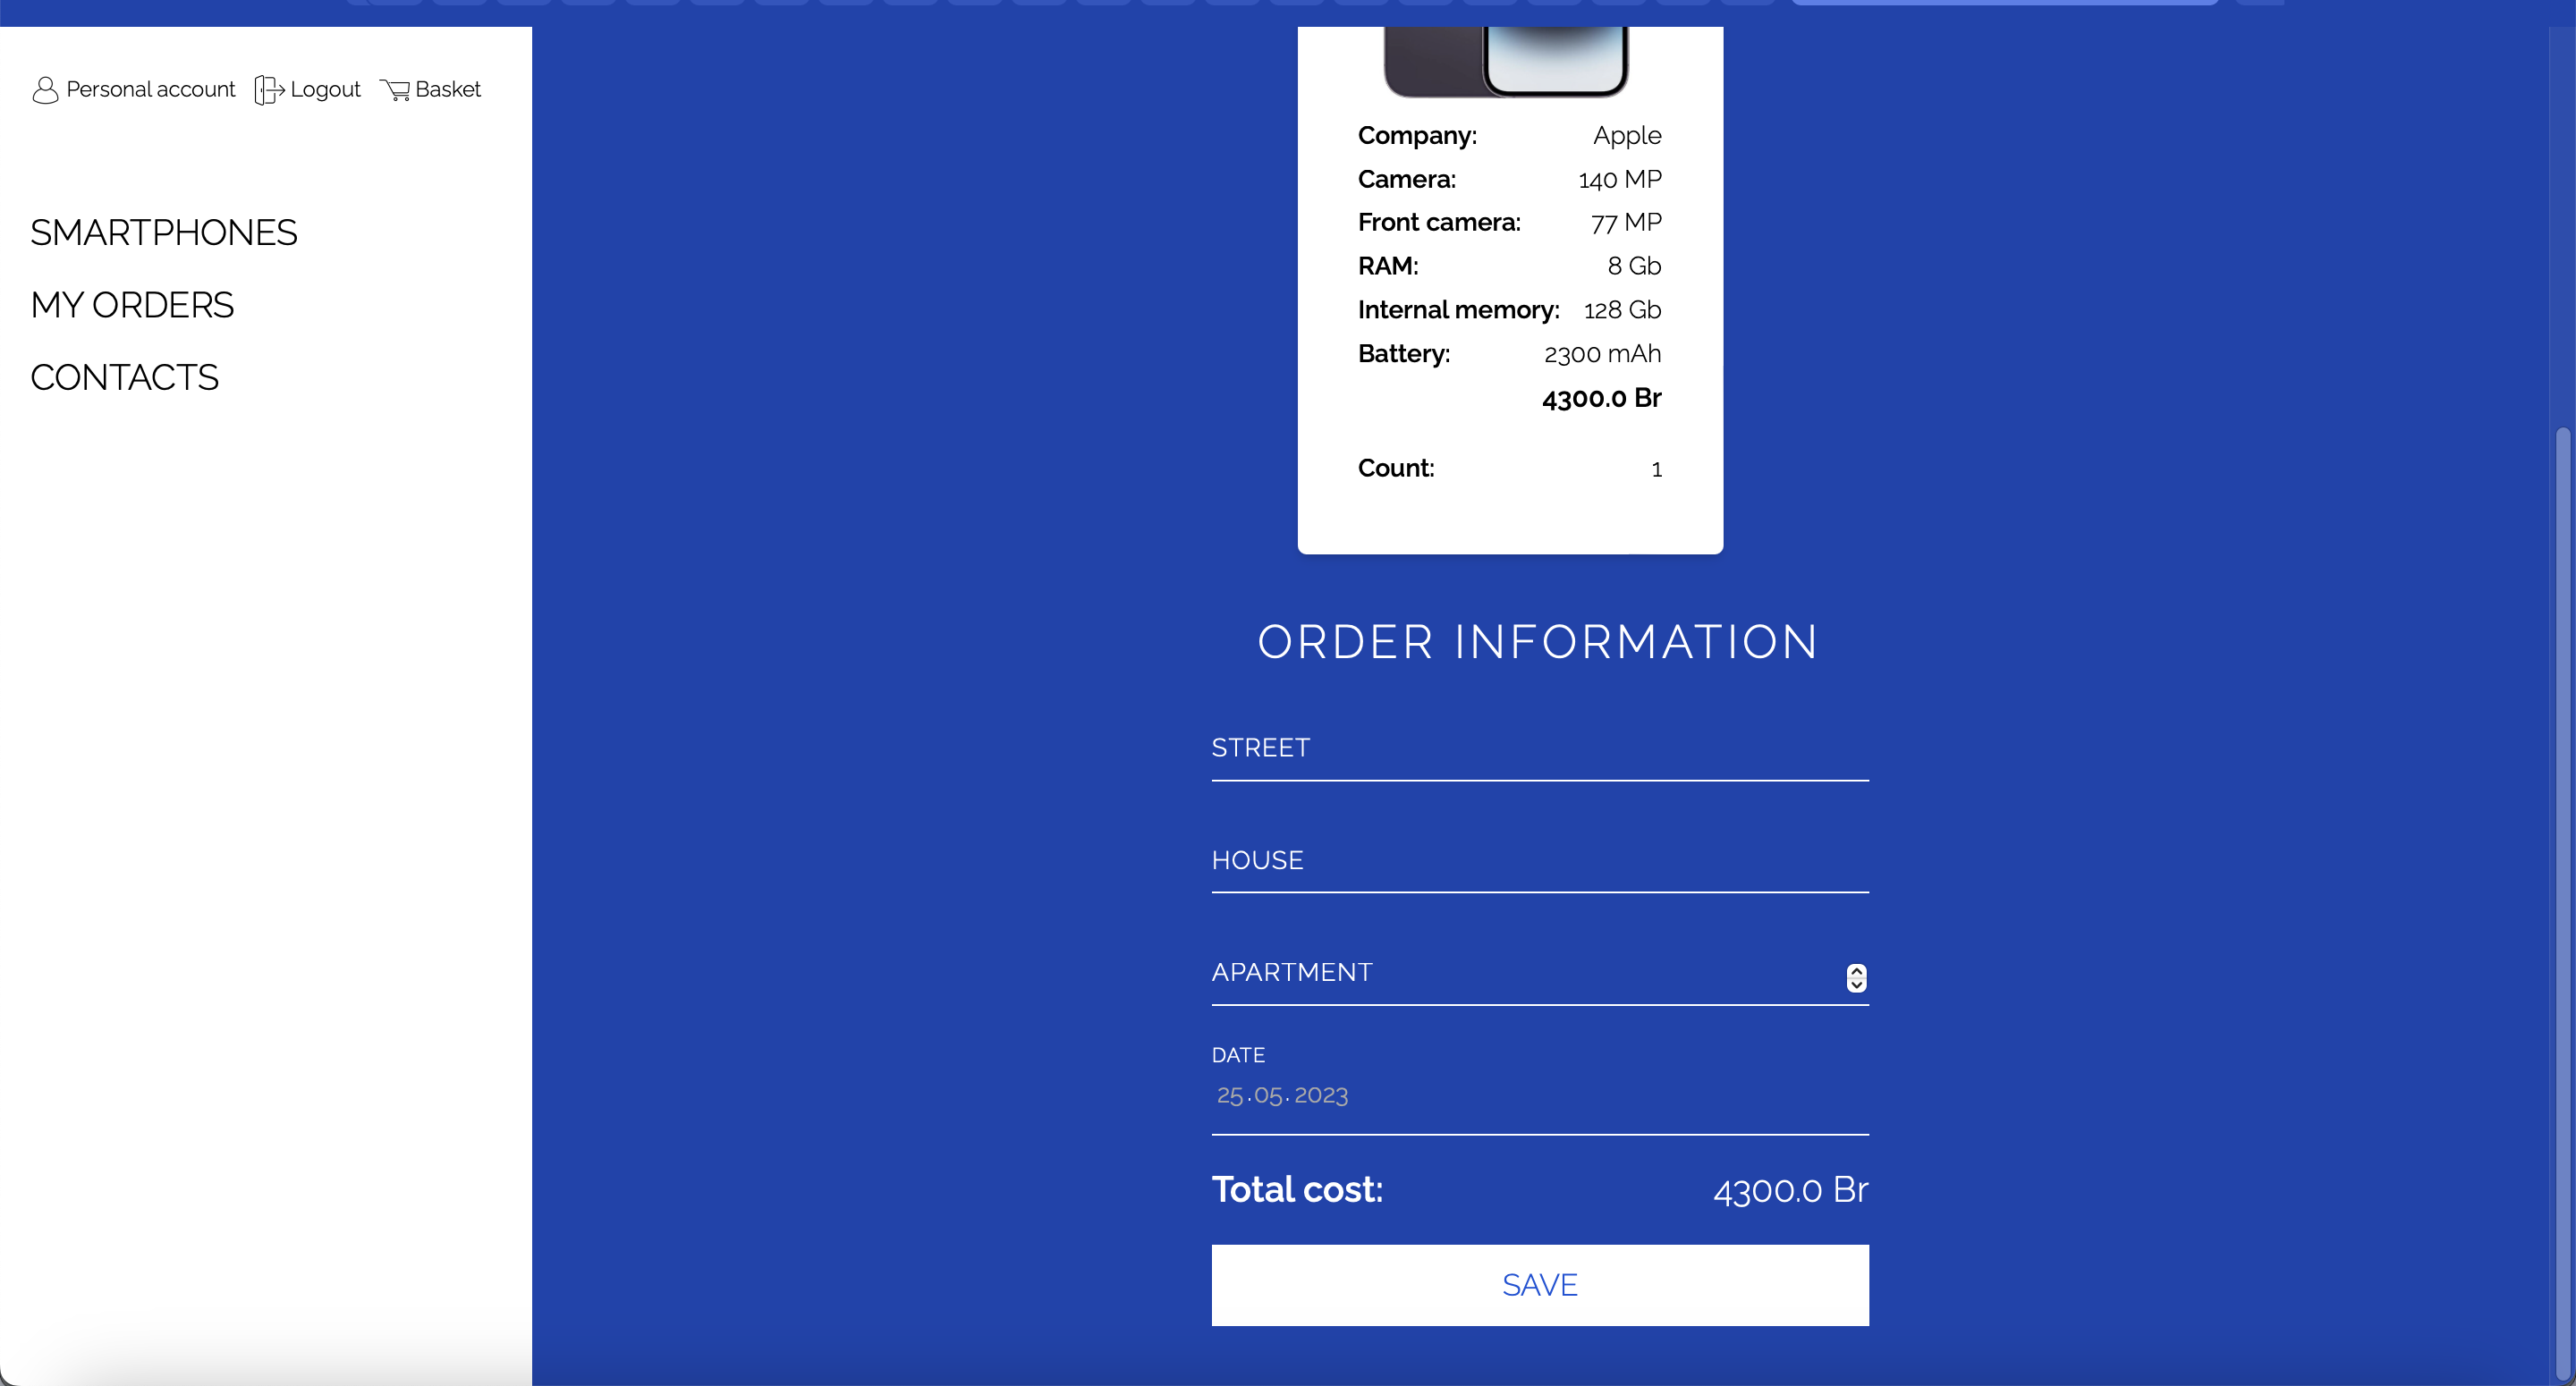 Personal account Logout Basket
SMARTPHONES
MY ORDERS
CONTACTS
Company: Apple
Camera: 140 MP
Front camera: 77 MP
RAM: 8 Gb
Internal memory: 128 Gb
Battery: 2300 mAh
4300.0 Br
Count: 1
ORDER INFORMATION
STREET
HOUSE
APARTMENT
DATE
25.05.2023
Total cost: 4300.0 Br
SAVE